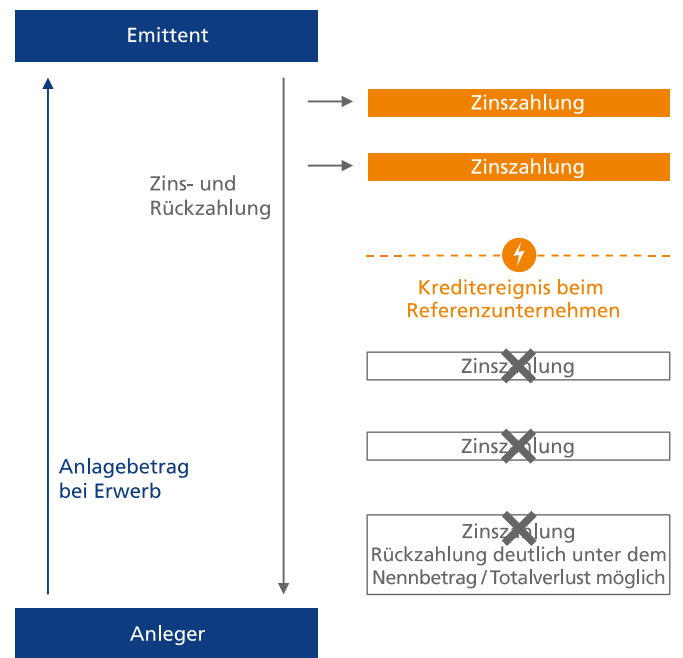 Emittent
Zinszahlung
Zinszahlung
Zins- und
Rückzahlung
Kreditereignis beim
Referenzunternehmen
Zinszahlung
Zinszahlung
Anlagebetrag
bei Erwerb
Zinszahlung
Rückzahlung deutlich unter dem
Nennbetrag / Totalverlust möglich
Anleger